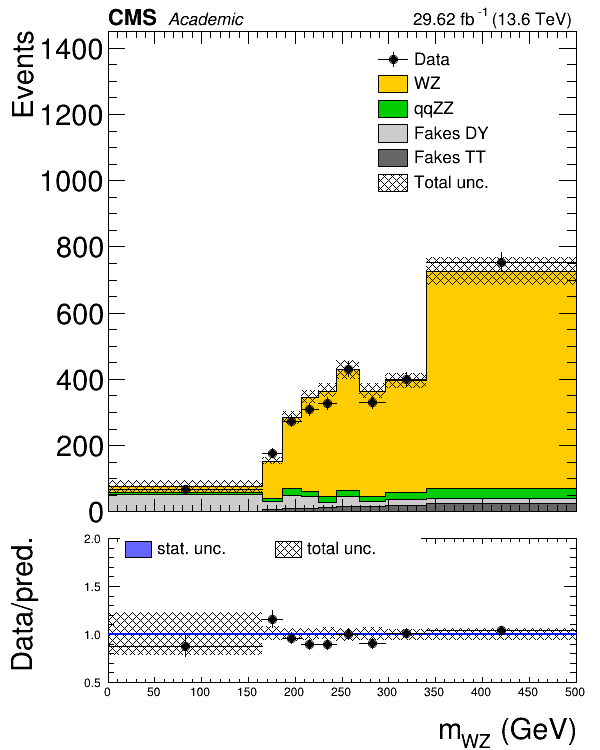 CMS Academic 29.62 fb⁻¹ (13.6 TeV)
Events
1400
1200
1000
800
600
400
200
0
Data
WZ
qqZZ
Fakes DY
Fakes TT
Total unc.
Data/pred.
2.0
1.5
1.0
0.5
stat. unc. total unc.
0 50 100 150 200 250 300 350 400 450 500
m_WZ (GeV)